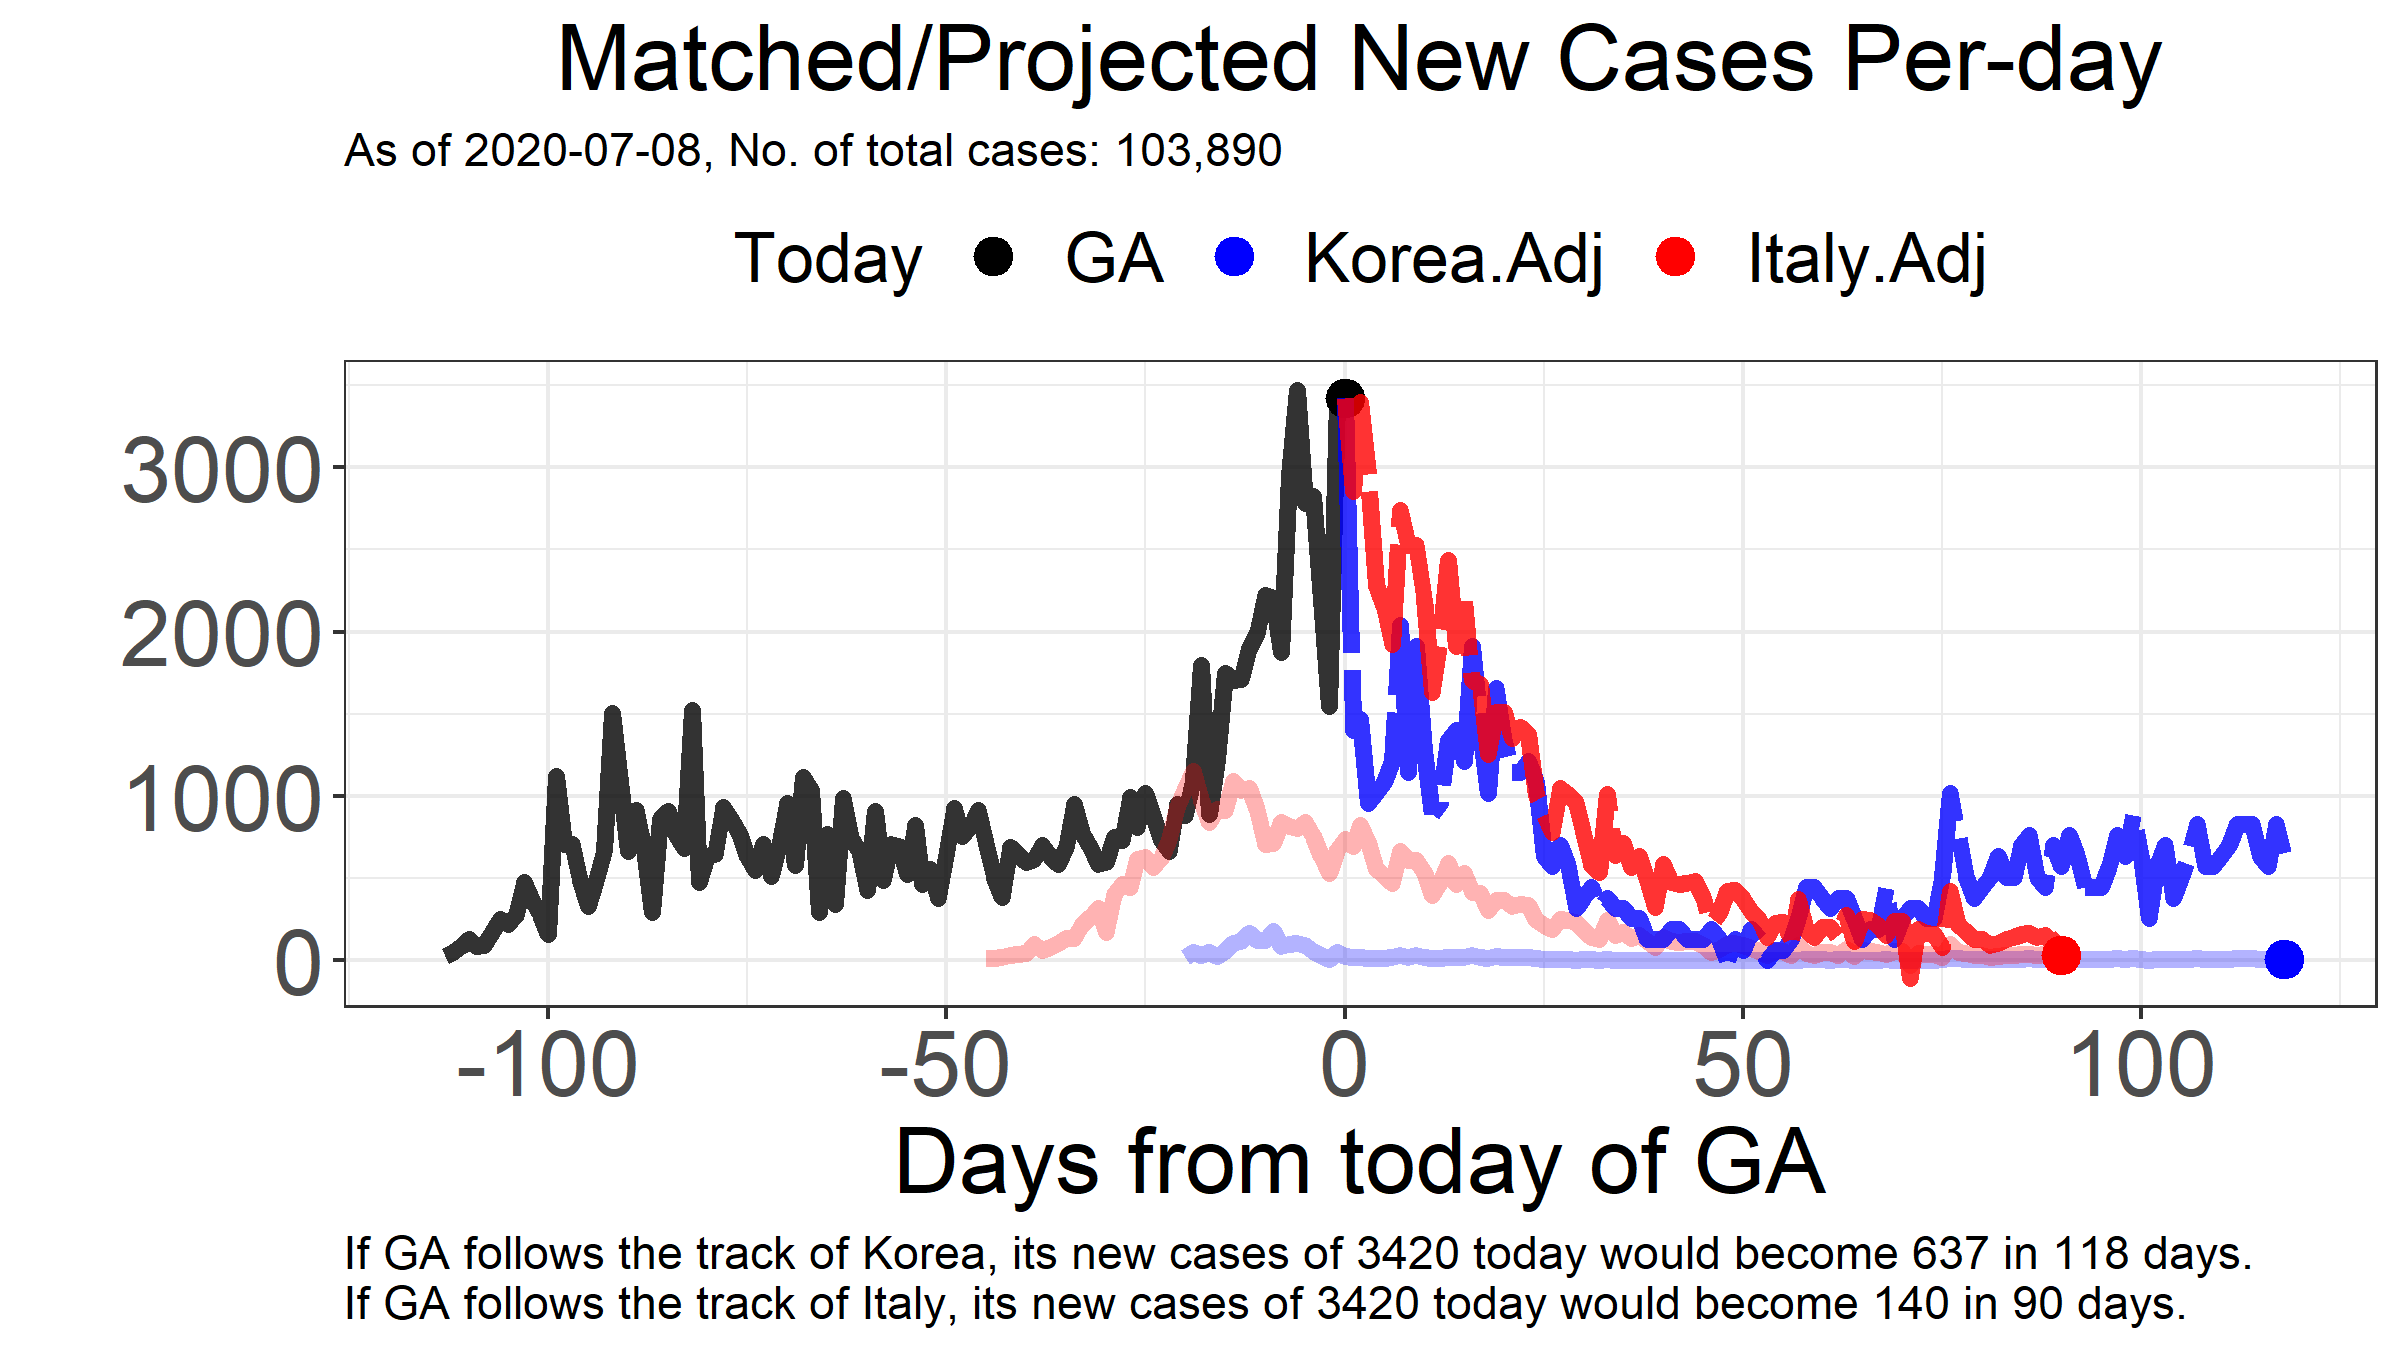 Matched/Projected New Cases Per-day
As of 2020-07-08, No. of total cases: 103,890
Today GA Korea.Adj Italy.Adj
3000
2000
1000
0
-100 -50 0 50 100
Days from today of GA
If GA follows the track of Korea, its new cases of 3420 today would become 637 in 118 days.
If GA follows the track of Italy, its new cases of 3420 today would become 140 in 90 days.